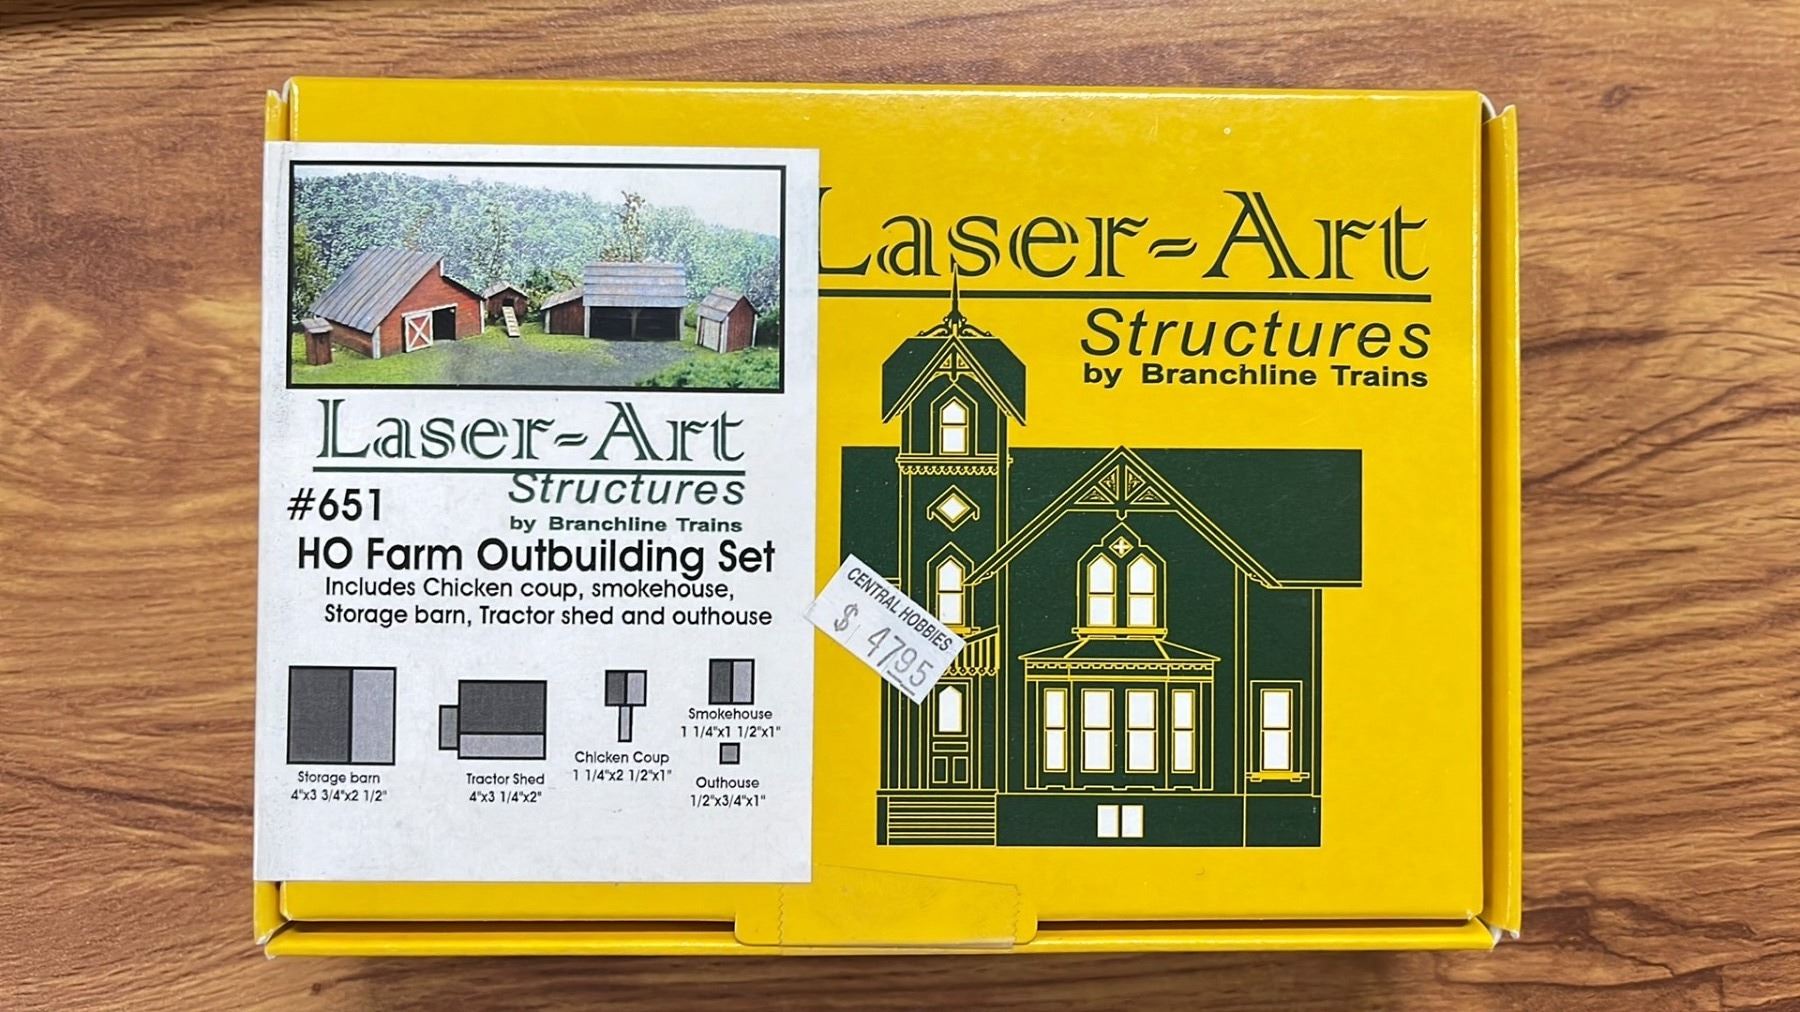 Laser-Art
Structures
#651
by Branchline Trains
HO Farm Outbuilding Set
Includes Chicken coup, smokehouse,
Storage barn, Tractor shed and outhouse
Storage barn
4"x3 3/4"x2 1/2"
Tractor Shed
4"x3 1/4"x2"
Chicken Coup
1 1/4"x2 1/2"x1"
Smokehouse
1 1/4"x1 1/2"x1"
Outhouse
1/2"x3/4"x1"
Laser-Art
Structures
by Branchline Trains
CENTRAL HOBBIES
$ 4795